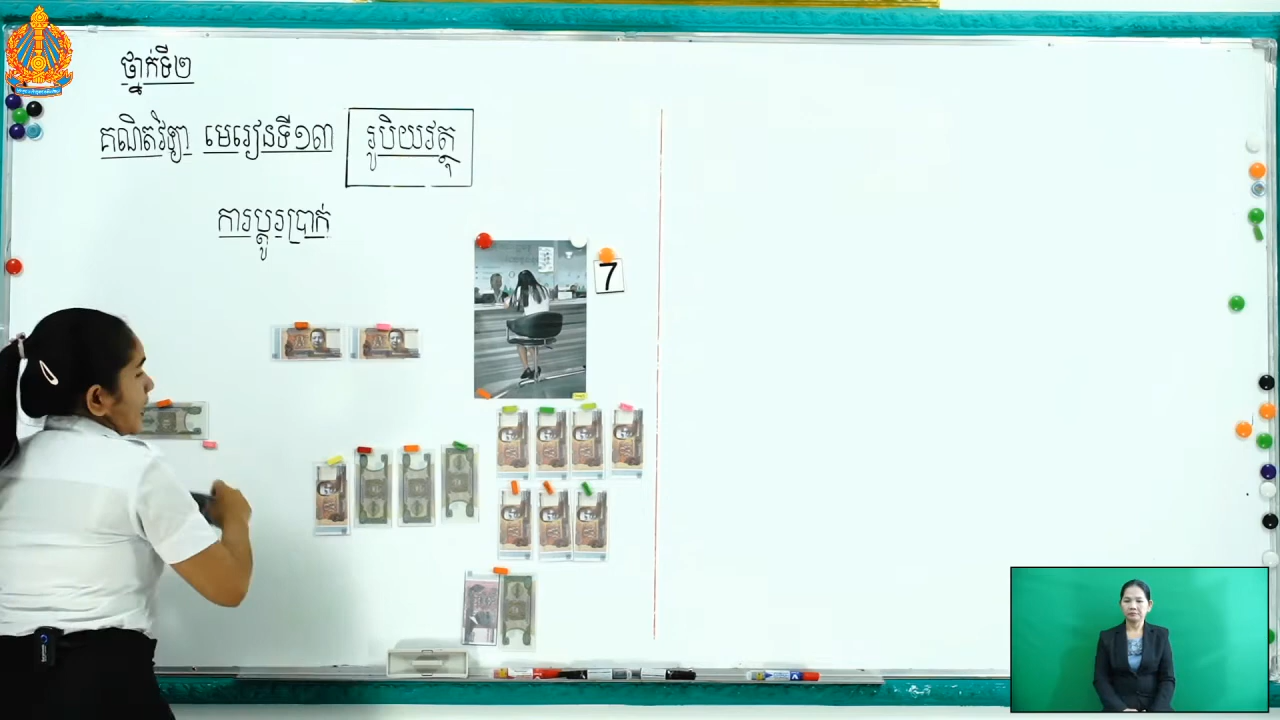 ថ្នាក់ទី២
គណិតវិទ្យា មេរៀនទី១៣ រូបិយវត្ថុ
ការប្តូរប្រាក់
7